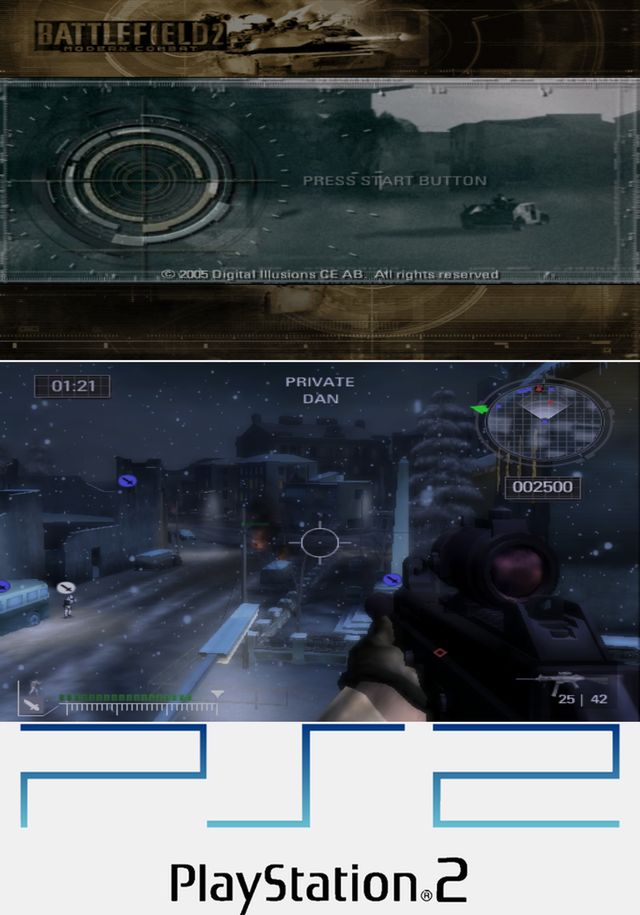 BATTLEFIELD 2
MODERN COMBAT
PRESS START BUTTON
© 2005 Digital Illusions CE AB. All rights reserved
01:21
PRIVATE
DAN
002500
25 | 42
PS2
PlayStation®2